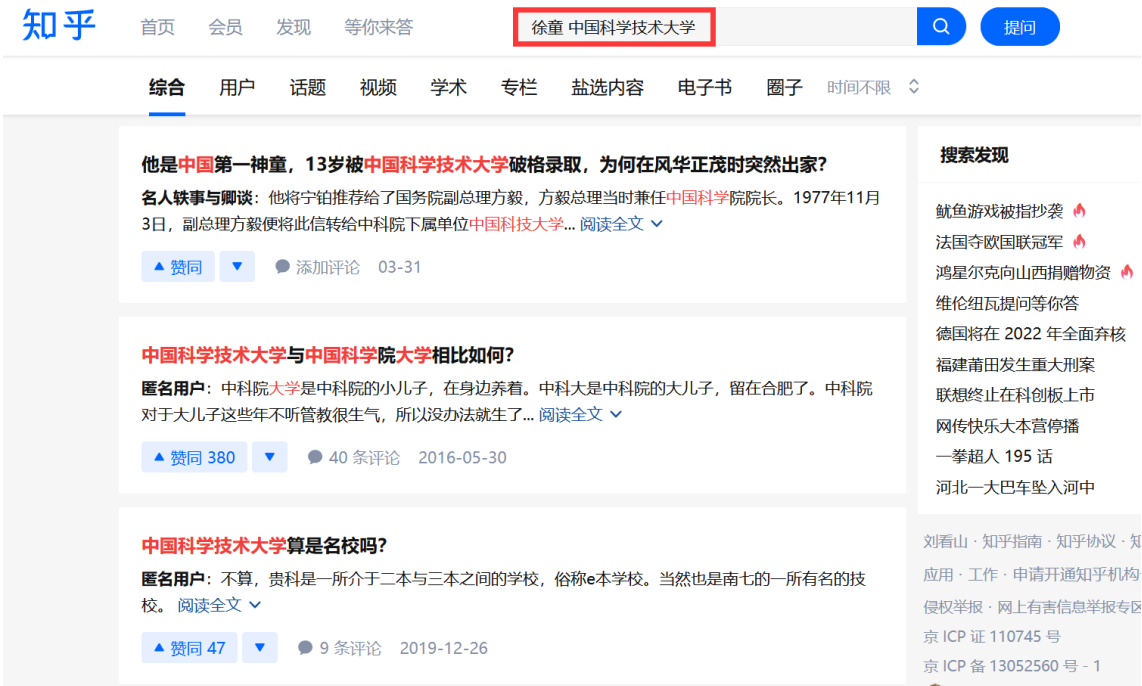 知乎 首页 会员 发现 等你来答 徐童 中国科学技术大学 提问
综合 用户 话题 视频 学术 专栏 盐选内容 电子书 圈子 时间不限
他是中国第一神童，13岁被中国科学技术大学破格录取，为何在风华正茂时突然出家？
名人轶事与卿谈：他将宁铂推荐给了国务院副总理方毅，方毅总理当时兼任中国科学院院长。1977年11月
3日，副总理方毅便将此信转给中科院下属单位中国科技大学... 阅读全文
赞同 添加评论 03-31
中国科学技术大学与中国科学院大学相比如何？
匿名用户：中科院大学是中科院的小儿子，在身边养着。中科大是中科院的大儿子，留在合肥了。中科院
对于大儿子这些年不听管教很生气，所以没办法就生了... 阅读全文
赞同 380 40 条评论 2016-05-30
中国科学技术大学算是名校吗？
匿名用户：不算，贵科是一所介于二本与三本之间的学校，俗称e本学校。当然也是南七的一所有名的技
校。 阅读全文
赞同 47 9 条评论 2019-12-26
搜索发现
鱿鱼游戏被指抄袭
法国夺欧国联冠军
鸿星尔克向山西捐赠物资
维伦纽瓦提问等你答
德国将在 2022 年全面弃核
福建莆田发生重大刑案
联想终止在科创板上市
网传快乐大本营停播
一拳超人 195 话
河北一大巴车坠入河中
刘看山 · 知乎指南 · 知乎协议 · 知
应用 · 工作 · 申请开通知乎机构
侵权举报 · 网上有害信息举报专区
京 ICP 证 110745 号
京 ICP 备 13052560 号 - 1